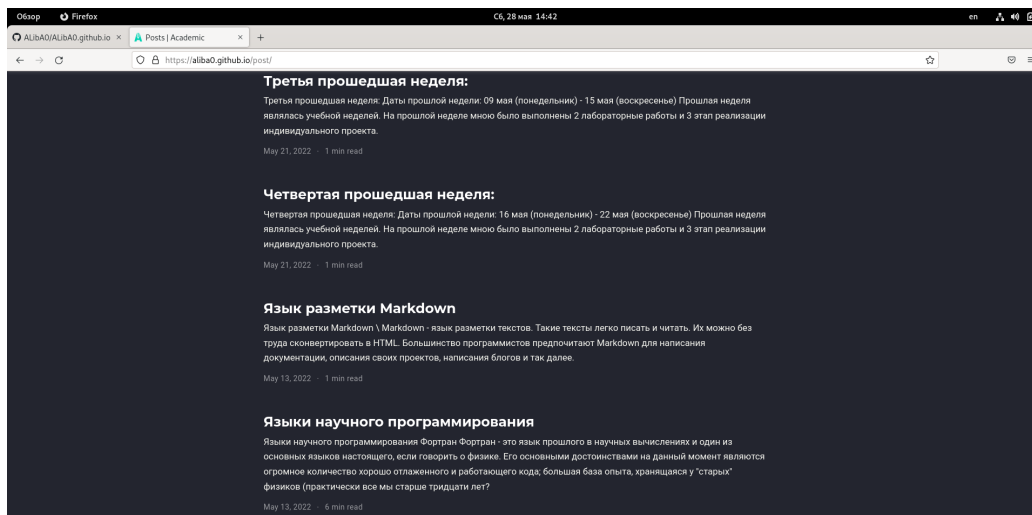 Обзор Firefox Сб, 28 мая 14:42 en
ALibA0/ALibA0.github.io × Posts | Academic × +
https://aliba0.github.io/post/
Третья прошедшая неделя:
Третья прошедшая неделя: Даты прошлой недели: 09 мая (понедельник) - 15 мая (воскресенье) Прошлая неделя
являлась учебной неделей. На прошлой неделе мною было выполнены 2 лабораторные работы и 3 этап реализации
индивидуального проекта.
May 21, 2022 · 1 min read
Четвертая прошедшая неделя:
Четвертая прошедшая неделя: Даты прошлой недели: 16 мая (понедельник) - 22 мая (воскресенье) Прошлая неделя
являлась учебной неделей. На прошлой неделе мною было выполнены 2 лабораторные работы и 3 этап реализации
индивидуального проекта.
May 21, 2022 · 1 min read
Язык разметки Markdown
Язык разметки Markdown \ Markdown - язык разметки текстов. Такие тексты легко писать и читать. Их можно без
труда сконвертировать в HTML. Большинство программистов предпочитают Markdown для написания
документации, описания своих проектов, написания блогов и так далее.
May 13, 2022 · 1 min read
Языки научного программирования
Языки научного программирования Фортран Фортран - это язык прошлого в научных вычислениях и один из
основных языков настоящего, если говорить о физике. Его основными достоинствами на данный момент являются
огромное количество хорошо отлаженного и работающего кода; большая база опыта, хранящаяся у "старых"
физиков (практически все мы старше тридцати лет?
May 13, 2022 · 6 min read